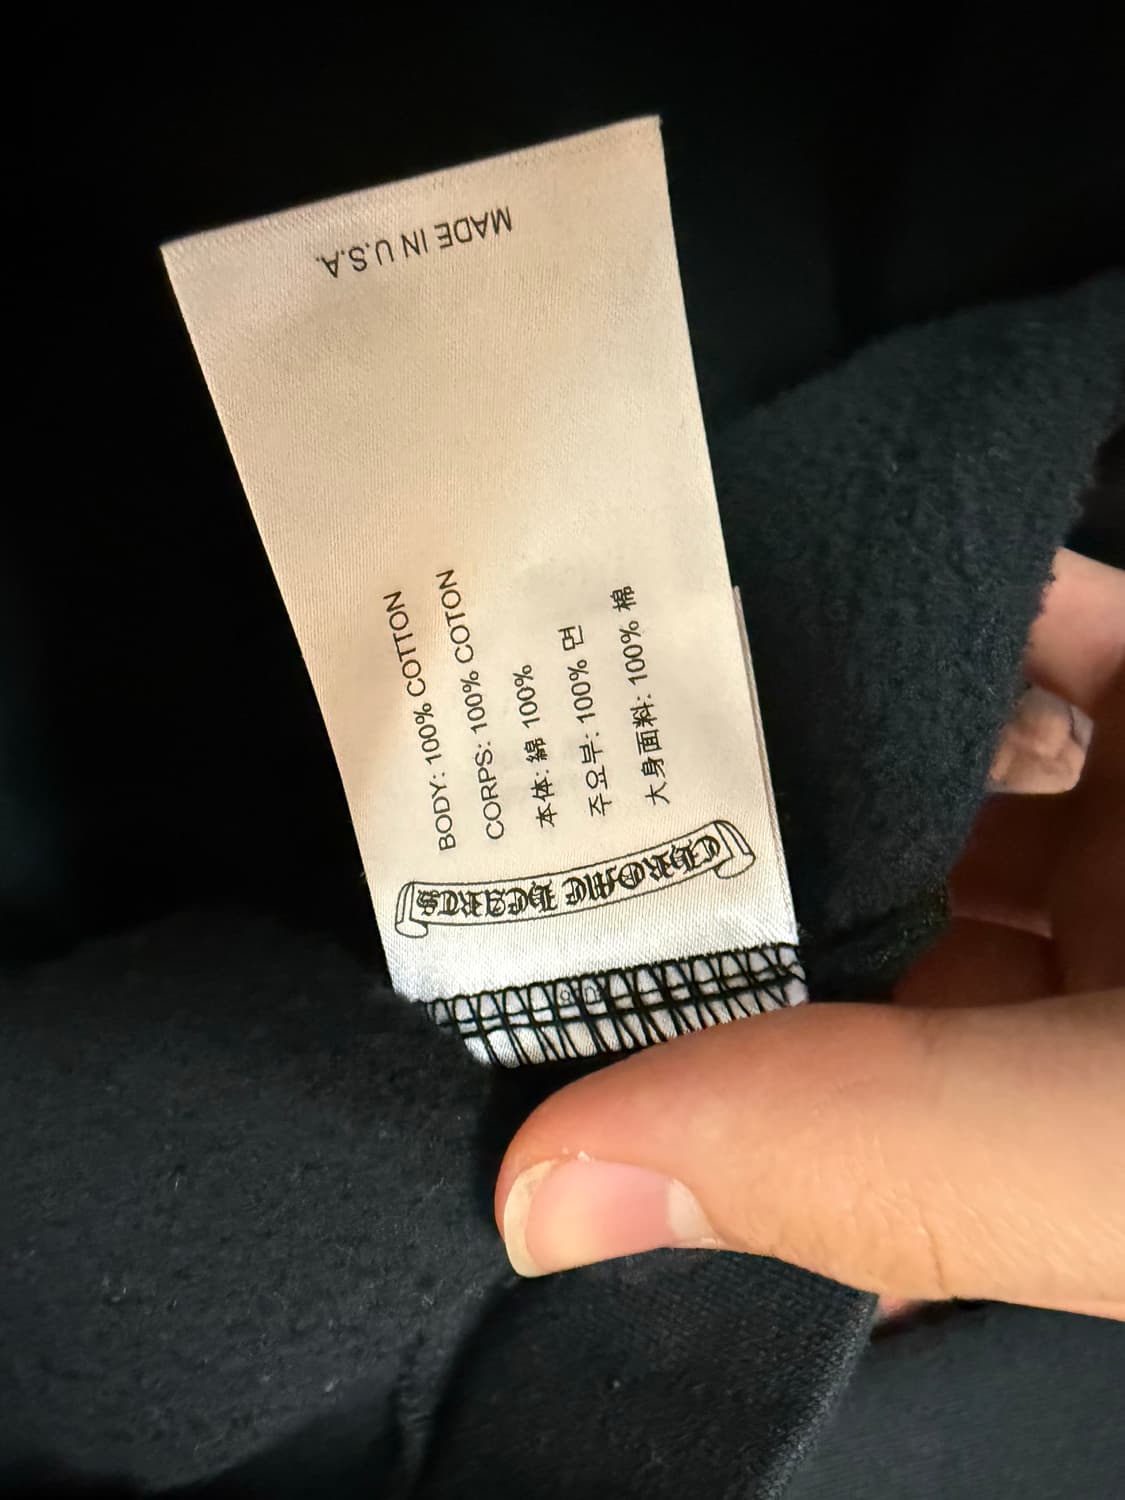 MADE IN U.S.A.
BODY: 100% COTTON
CORPS: 100% COTON
本体: 綿 100%
주요부: 100% 면
大身面料: 100% 棉
CHROME HEARTS